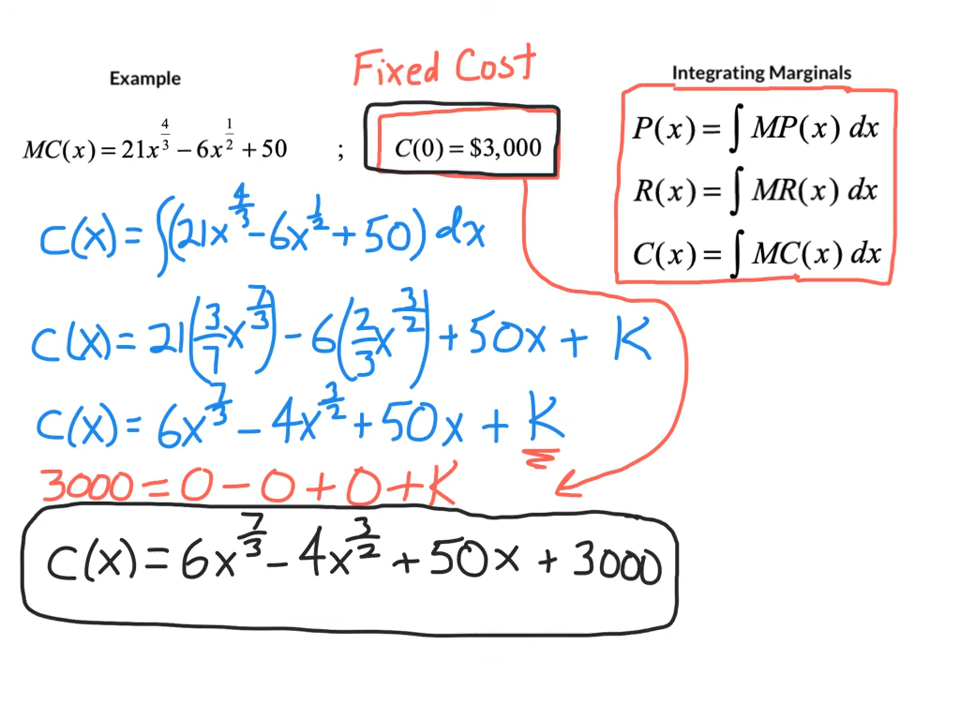 Fixed Cost
Example
Integrating Marginals
MC(x) = 21x^{4/3} − 6x^{1/2} + 50 ; C(0) = $3,000
P(x) = ∫ MP(x) dx
R(x) = ∫ MR(x) dx
C(x) = ∫ MC(x) dx
C(x) = ∫(21x^{4/3} − 6x^{1/2} + 50) dx
C(x) = 21(3/7 x^{7/3}) − 6(2/3 x^{3/2}) + 50x + K
C(x) = 6x^{7/3} − 4x^{3/2} + 50x + K
3000 = 0 − 0 + 0 + K
C(x) = 6x^{7/3} − 4x^{3/2} + 50x + 3000